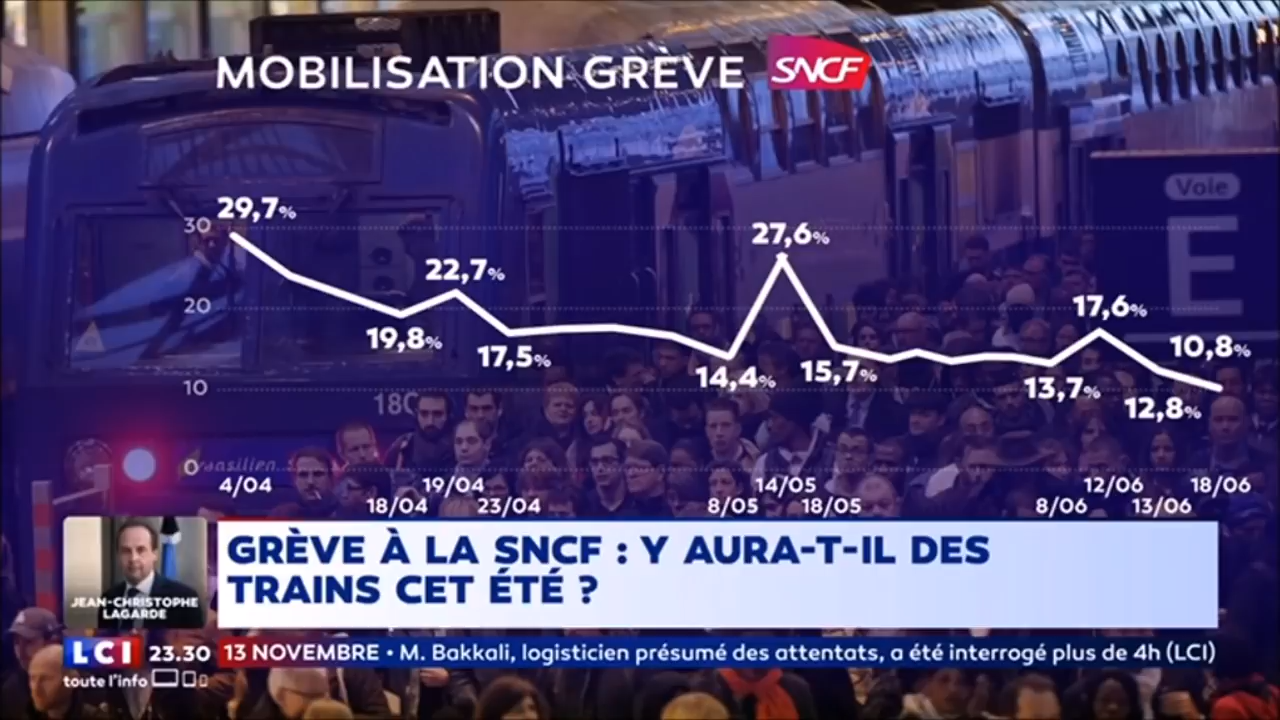 MOBILISATION GRÈVE SNCF
Voie
E
29,7%
30
27,6%
22,7%
20
17,6%
19,8%
17,5%
10,8%
14,4%
15,7%
13,7%
12,8%
10
180
Transilien
0
4/04
19/04
14/05
12/06
18/06
18/04
23/04
8/05
18/05
8/06
13/06
GRÈVE À LA SNCF : Y AURA-T-IL DES
TRAINS CET ÉTÉ ?
JEAN-CHRISTOPHE
LAGARDE
LCI 23.30 13 NOVEMBRE • M. Bakkali, logisticien présumé des attentats, a été interrogé plus de 4h (LCI)
toute l'info